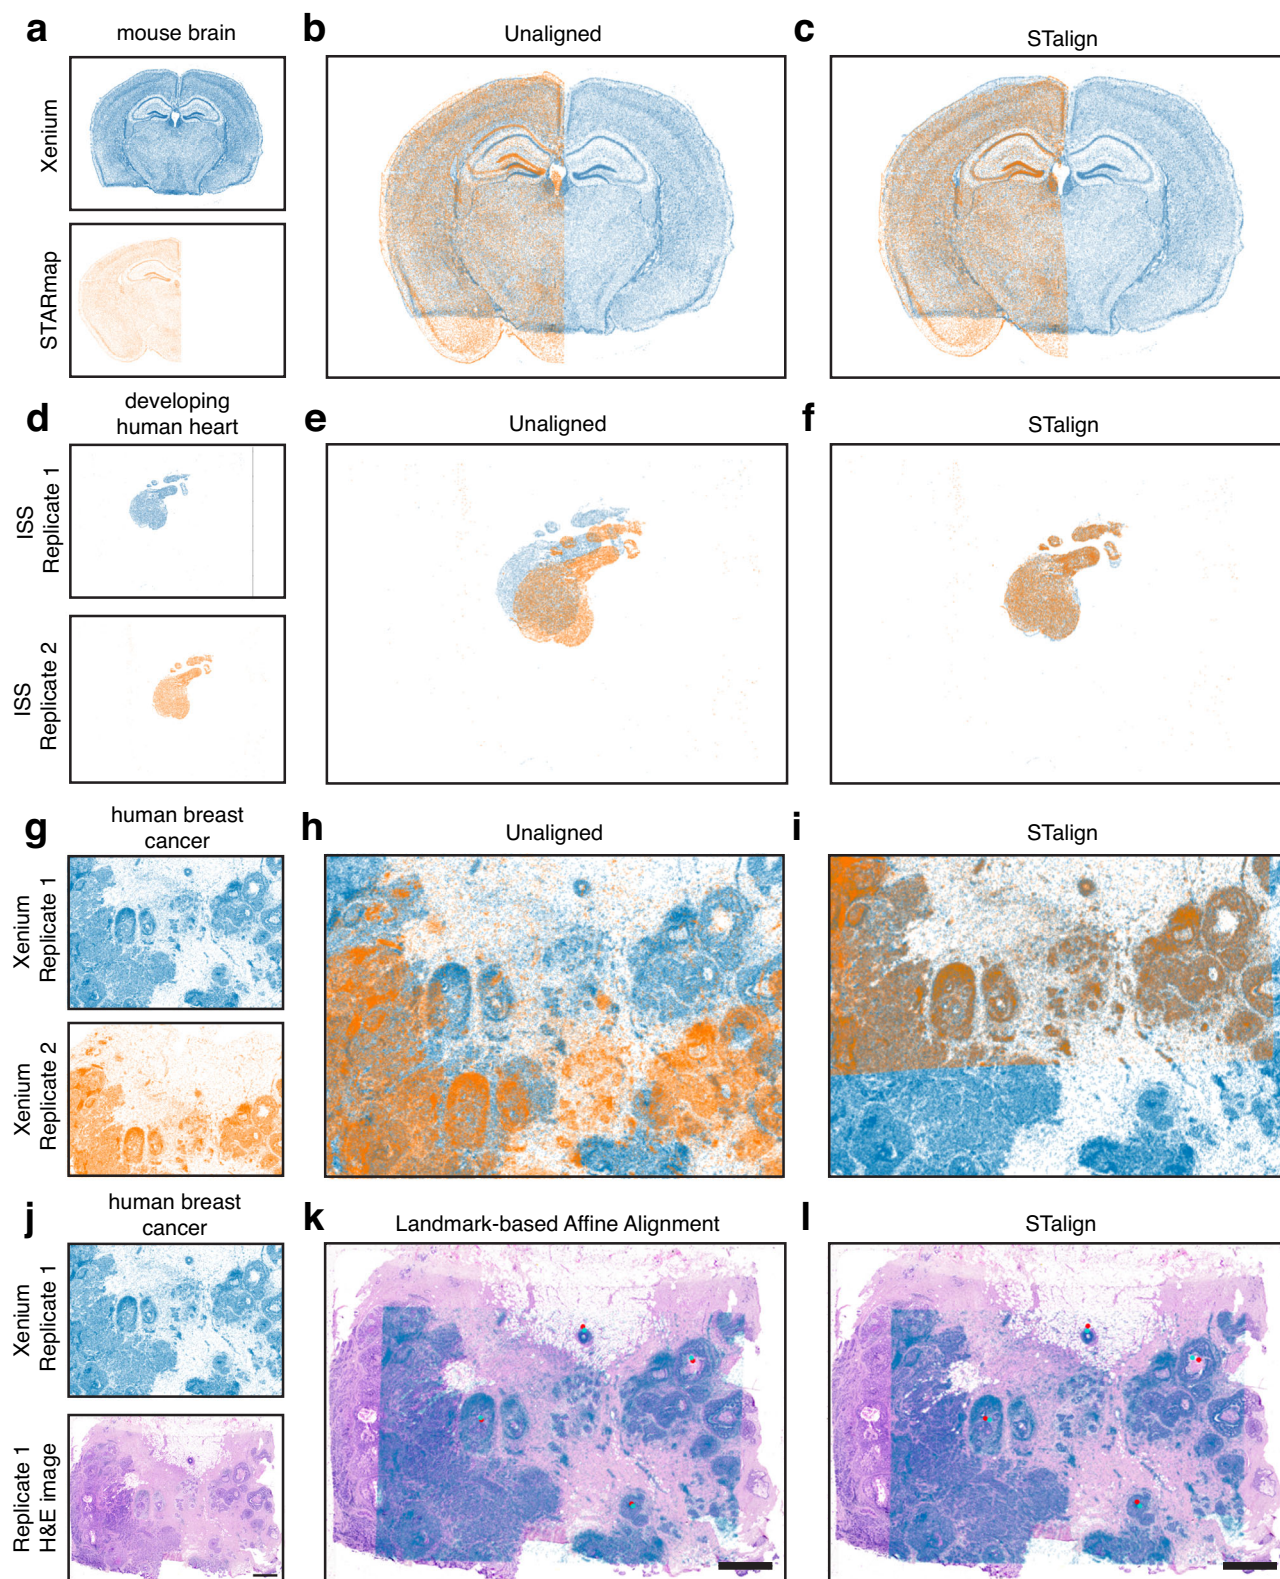 a
mouse brain
b
Unaligned
c
STalign
Xenium
STARmap
d
developing
human heart
e
Unaligned
f
STalign
ISS
Replicate 1
ISS
Replicate 2
g
human breast
cancer
h
Unaligned
i
STalign
Xenium
Replicate 1
Xenium
Replicate 2
j
human breast
cancer
k
Landmark-based Affine Alignment
l
STalign
Xenium
Replicate 1
Replicate 1
H&E image